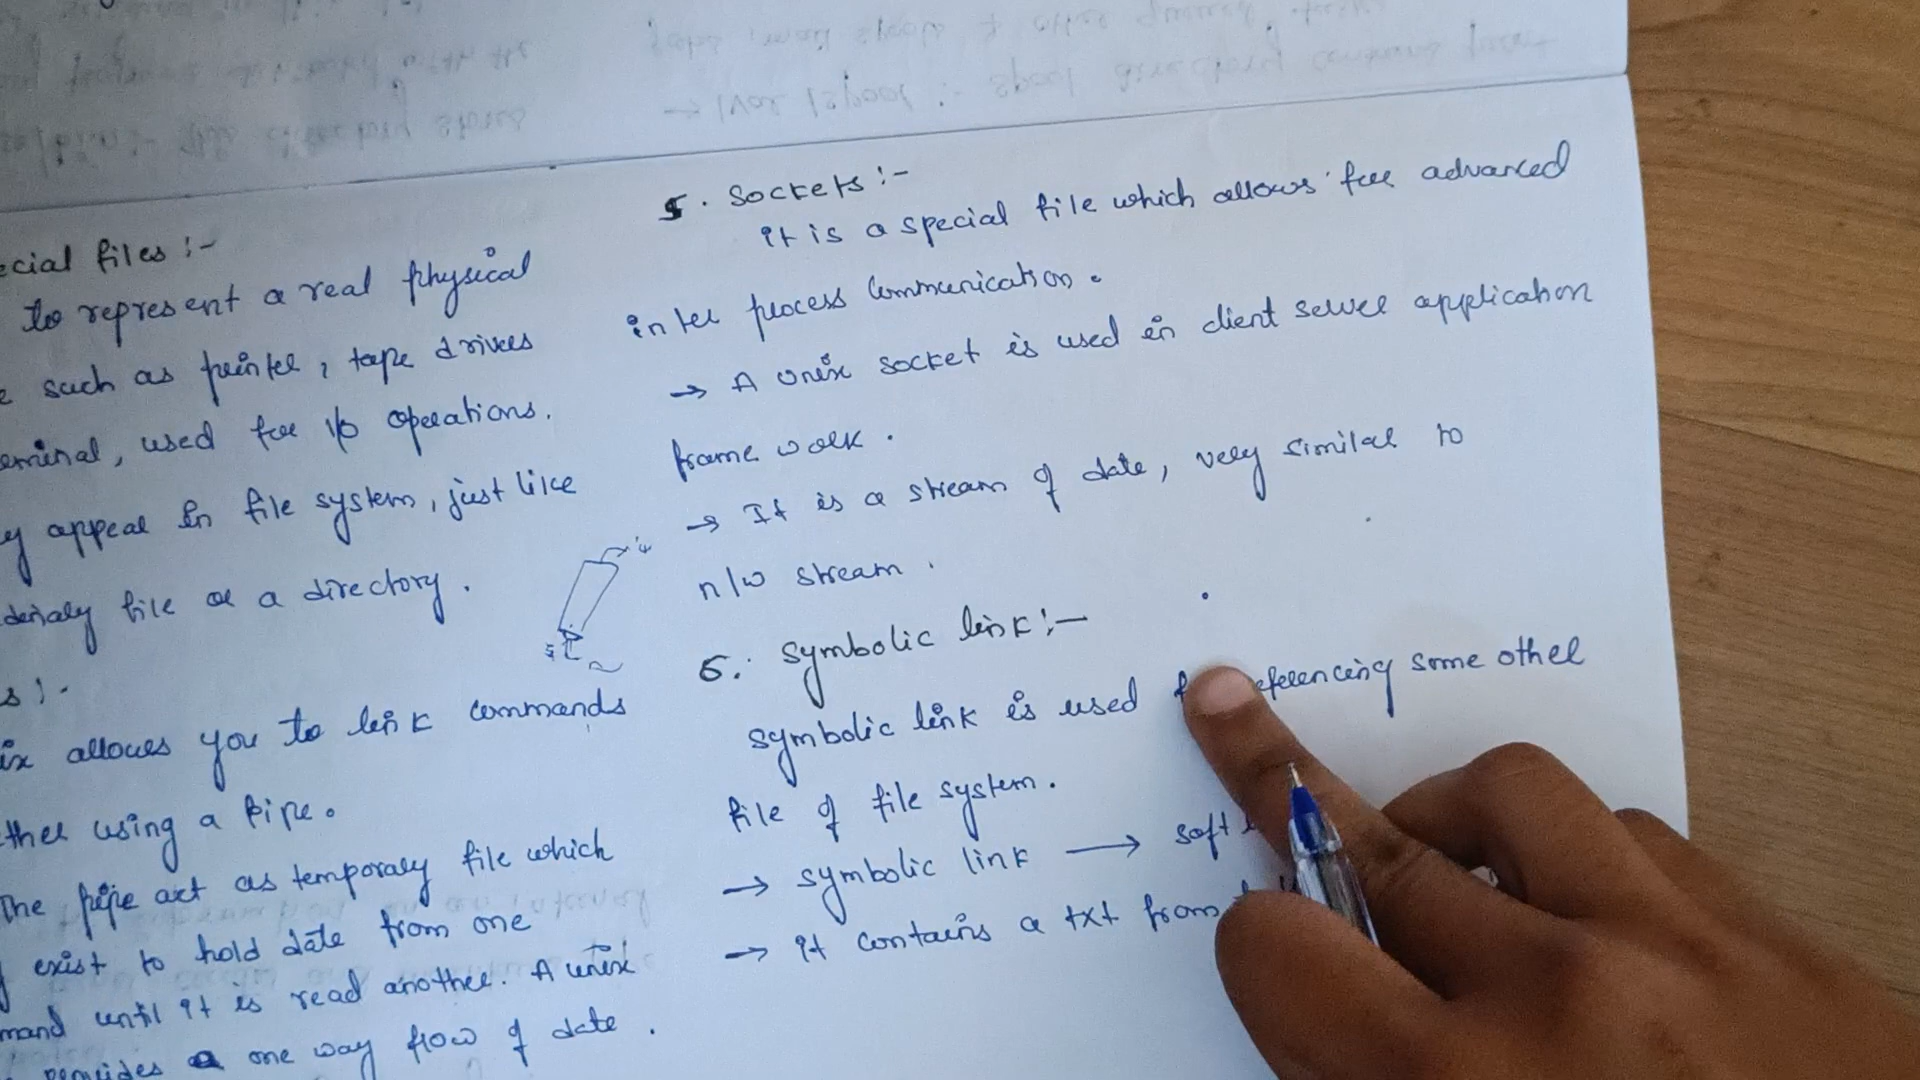 ecial files :-
to represent a real physical
such as printer, tape drives
erminal, used for i/o operations.
y appear in file system, just like
file or a directory.
s :-
ix allows you to link commands
ther using a pipe.
The pipe act as temporary file which
exist to hold date from one
mand until it is read another. A unix
one way flow of date.
5. Sockets :-
It is a special file which allows for advanced
inter process communication.
→ A unix socket is used in client server application
frame work.
→ It is a stream of date, very similar to
n/w stream.
6. symbolic link :-
symbolic link is used eferencing some other
file of file system.
→ symbolic link → soft
→ It contains a txt from